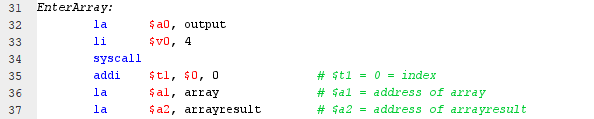 31 EnterArray:
32 la $a0, output
33 li $v0, 4
34 syscall
35 addi $t1, $0, 0 # $t1 = 0 = index
36 la $a1, array # $a1 = address of array
37 la $a2, arrayresult # $a2 = address of arrayresult